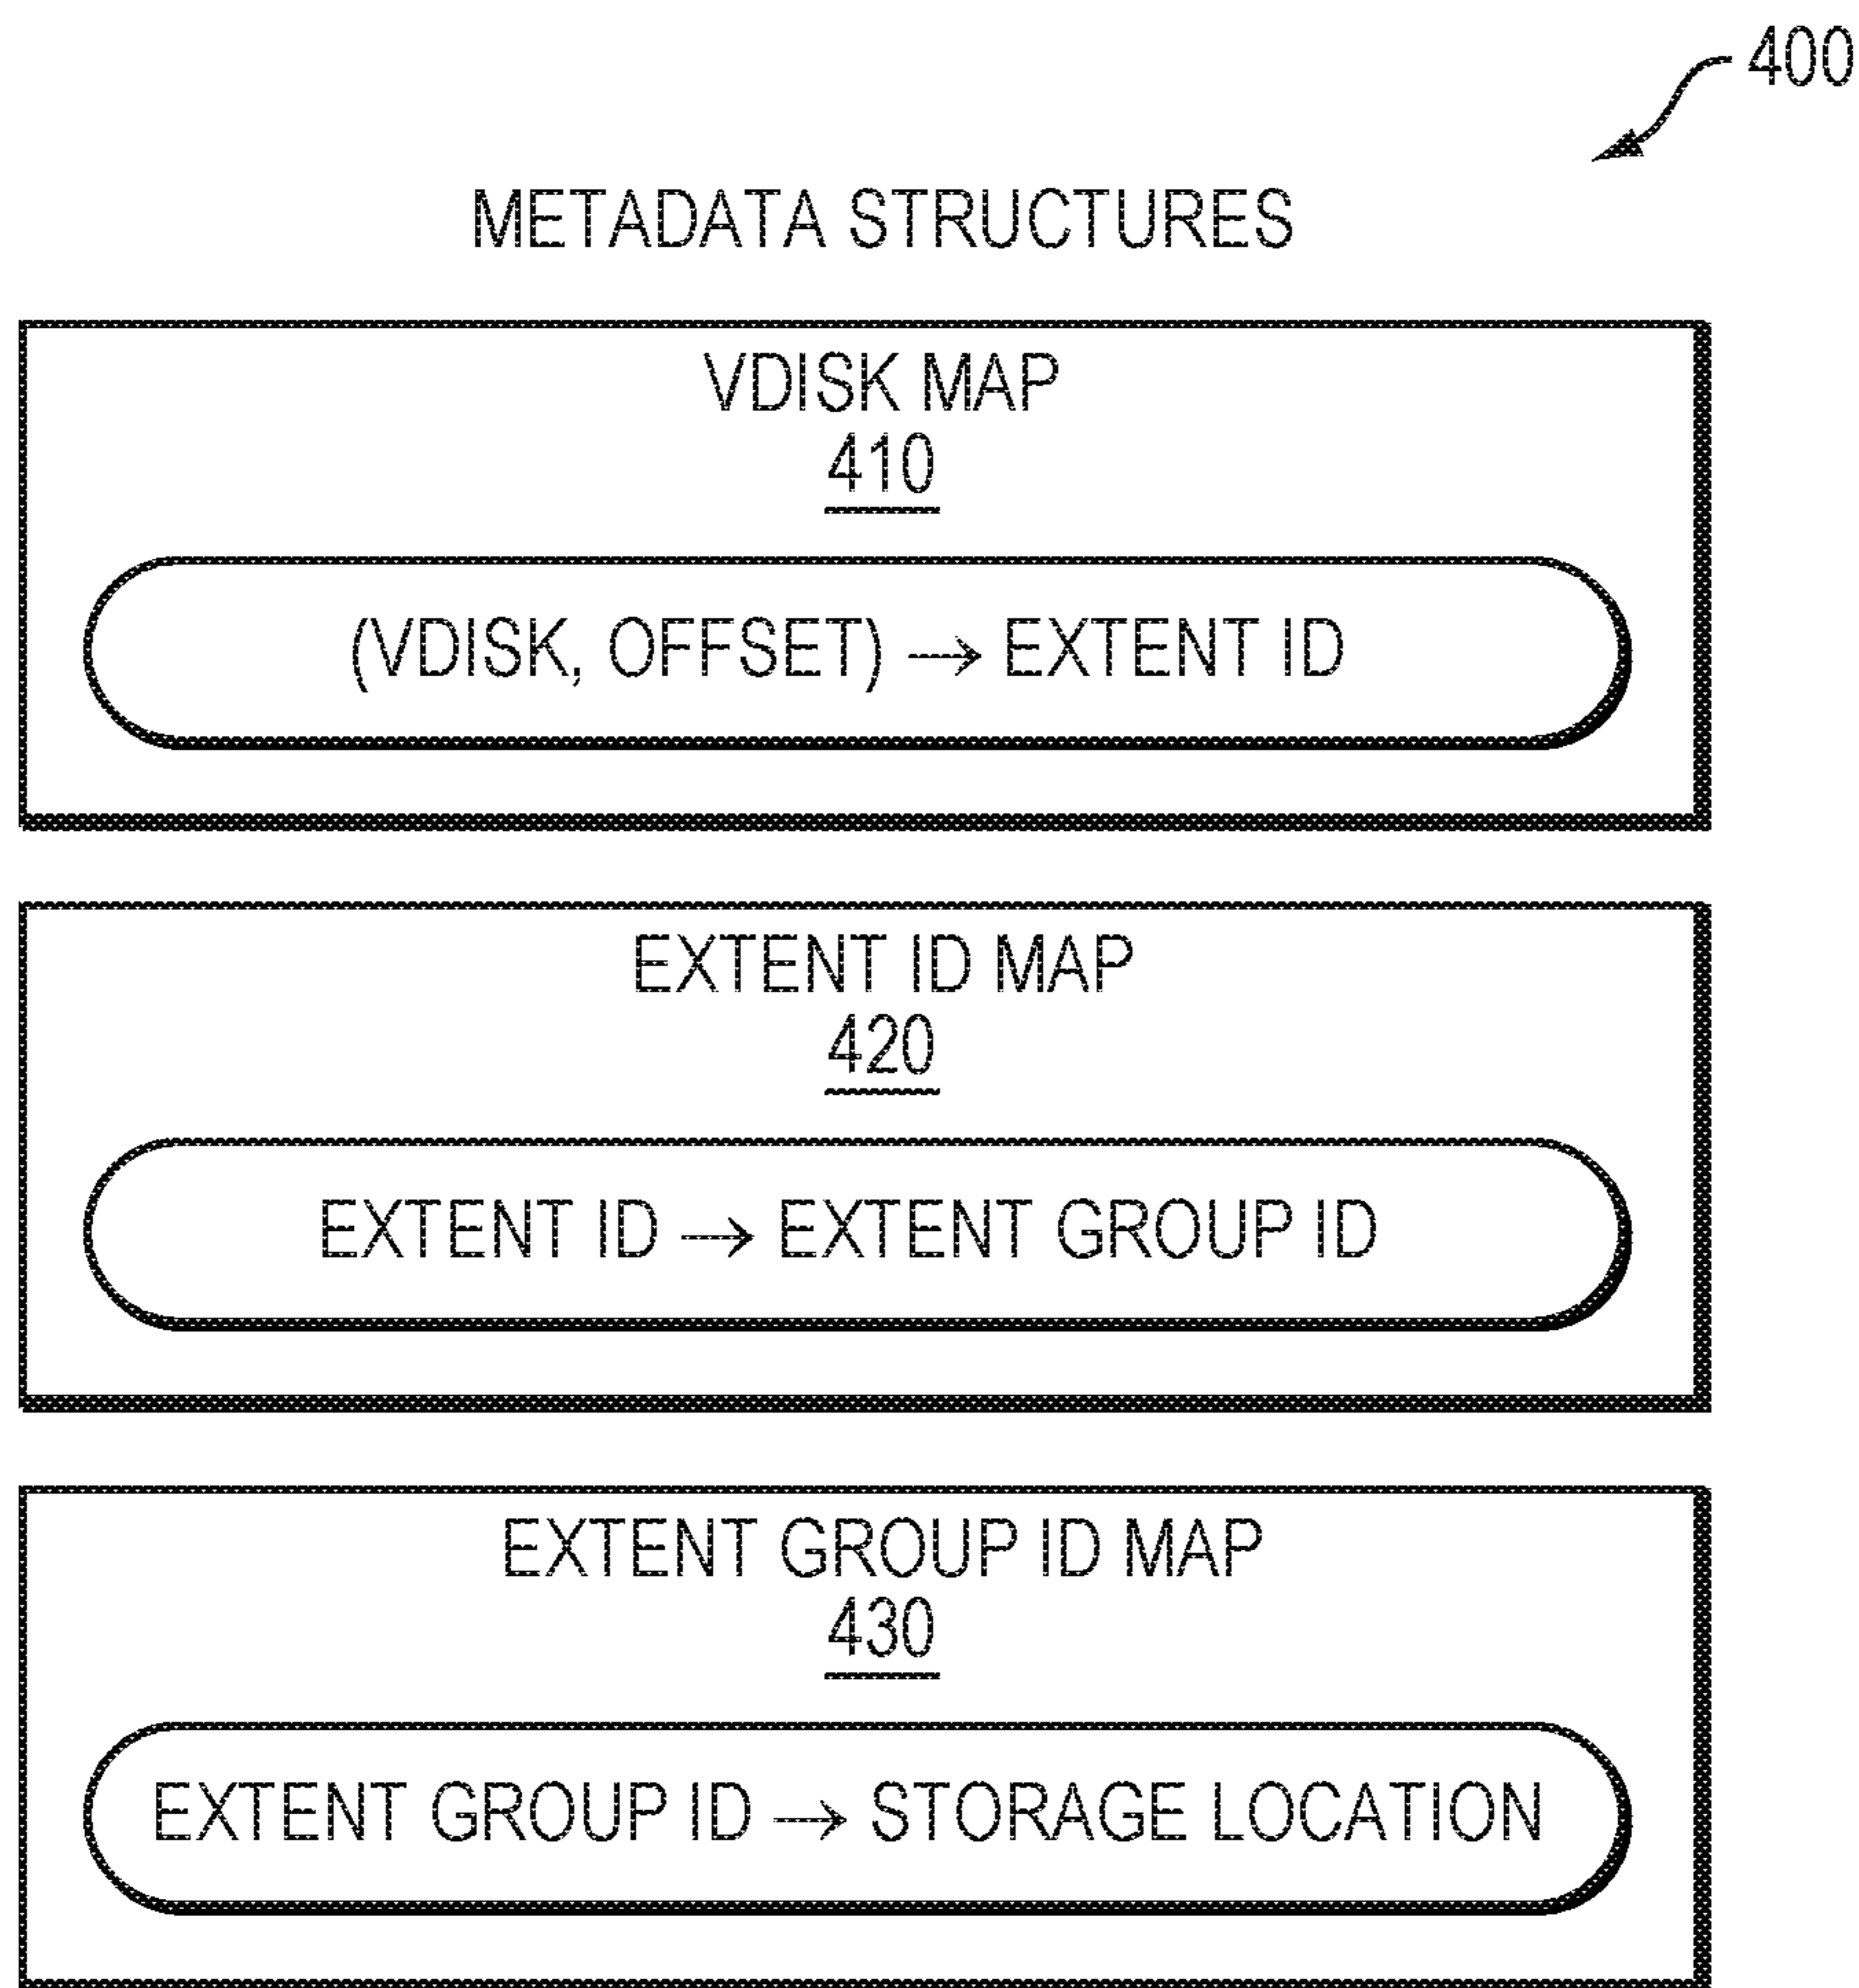 400
METADATA STRUCTURES
VDISK MAP
410
(VDISK, OFFSET) → EXTENT ID
EXTENT ID MAP
420
EXTENT ID → EXTENT GROUP ID
EXTENT GROUP ID MAP
430
EXTENT GROUP ID → STORAGE LOCATION